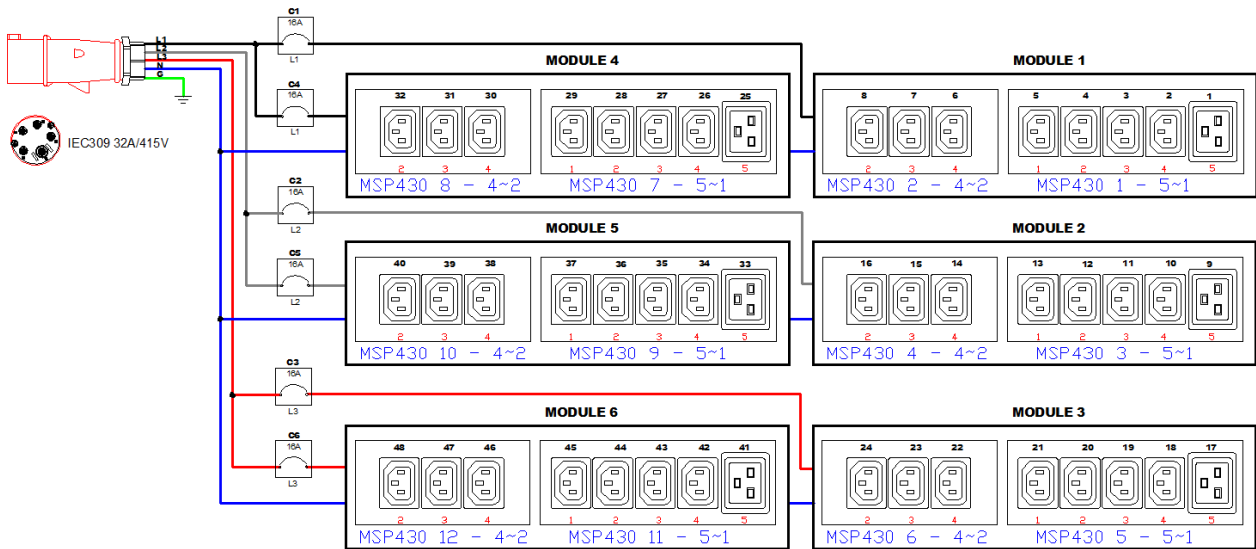 L1
L2
L3
N
G
IEC309 32A/415V
C1
16A
L1
C4
16A
L1
MODULE 4
32 31 30 29 28 27 26 25
2 3 4 1 2 3 4 5
MSP430 8 - 4~2 MSP430 7 - 5~1
MODULE 1
8 7 6 5 4 3 2 1
2 3 4 1 2 3 4 5
MSP430 2 - 4~2 MSP430 1 - 5~1
C2
16A
L2
C5
16A
L2
MODULE 5
40 39 38 37 36 35 34 33
2 3 4 1 2 3 4 5
MSP430 10 - 4~2 MSP430 9 - 5~1
MODULE 2
16 15 14 13 12 11 10 9
2 3 4 1 2 3 4 5
MSP430 4 - 4~2 MSP430 3 - 5~1
C3
16A
L3
C6
16A
L3
MODULE 6
48 47 46 45 44 43 42 41
2 3 4 1 2 3 4 5
MSP430 12 - 4~2 MSP430 11 - 5~1
MODULE 3
24 23 22 21 20 19 18 17
2 3 4 1 2 3 4 5
MSP430 6 - 4~2 MSP430 5 - 5~1